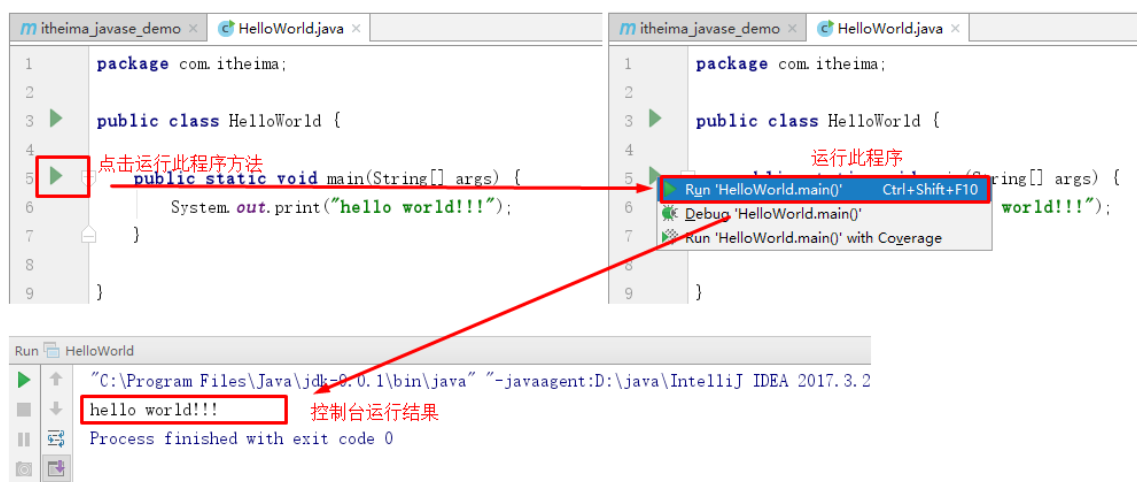 itheima_javase_demo HelloWorld.java
1 package com.itheima;
2
3 public class HelloWorld {
4
点击运行此程序方法
5 public static void main(String[] args) {
6 System.out.print("hello world!!!");
7 }
8
9 }
itheima_javase_demo HelloWorld.java
1 package com.itheima;
2
3 public class HelloWorld {
4
运行此程序
5 ring[] args) {
Run 'HelloWorld.main()' Ctrl+Shift+F10
6 world!!!");
Debug 'HelloWorld.main()'
7
Run 'HelloWorld.main()' with Coverage
8
9 }
Run HelloWorld
"C:\Program Files\Java\jdk-9.0.1\bin\java" "-javaagent:D:\java\IntelliJ IDEA 2017.3.2
hello world!!!
控制台运行结果
Process finished with exit code 0